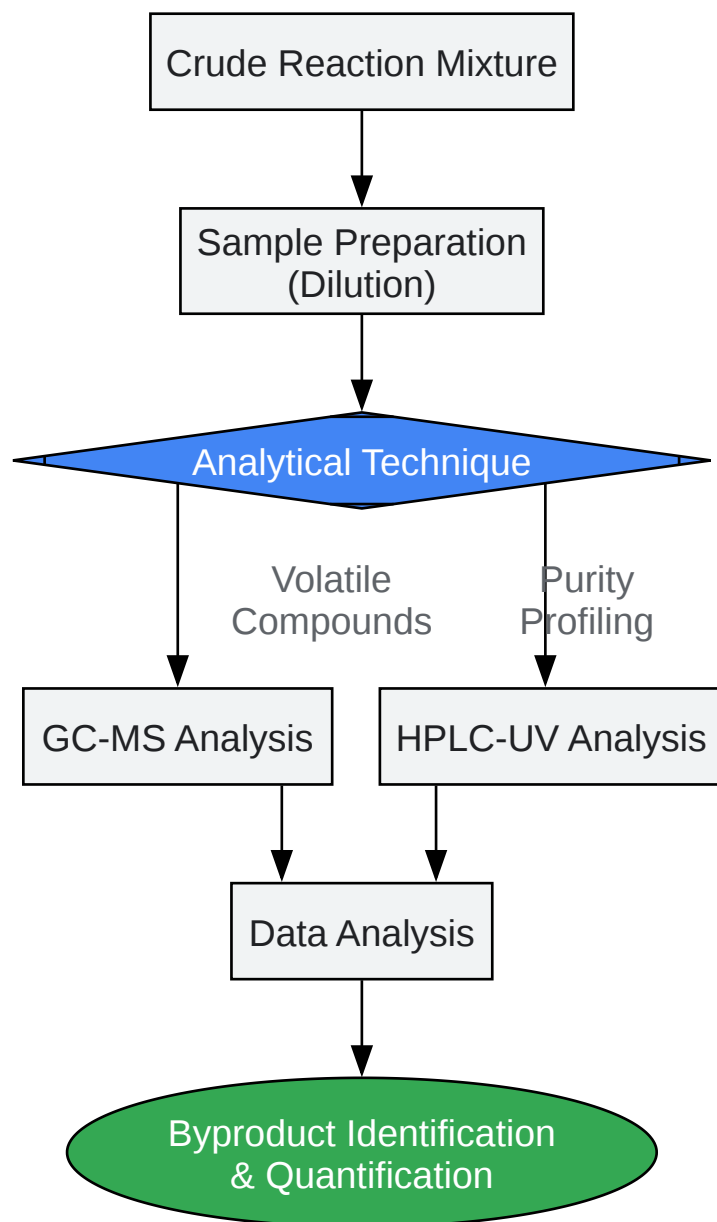 Crude Reaction Mixture
Sample Preparation
(Dilution)
Analytical Technique
Volatile
Compounds
Purity
Profiling
GC-MS Analysis
HPLC-UV Analysis
Data Analysis
Byproduct Identification
& Quantification